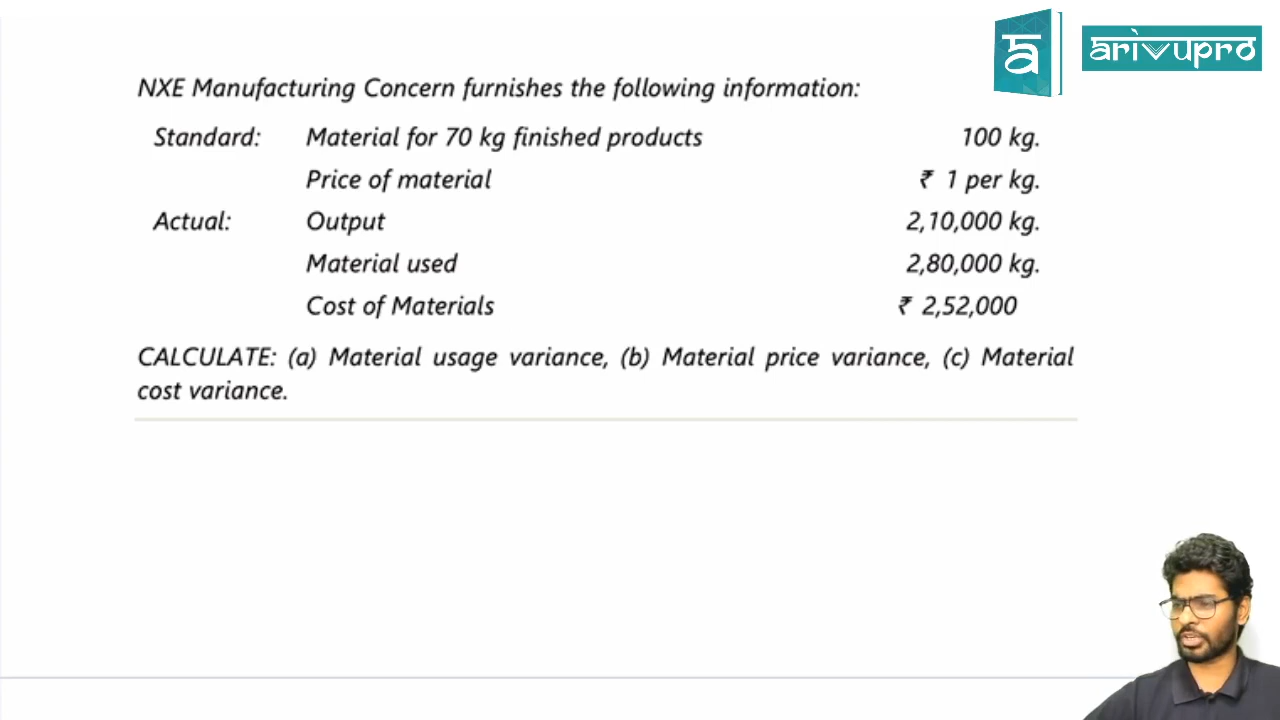 arivupro
NXE Manufacturing Concern furnishes the following information:
Standard: Material for 70 kg finished products 100 kg.
Price of material ₹ 1 per kg.
Actual: Output 2,10,000 kg.
Material used 2,80,000 kg.
Cost of Materials ₹ 2,52,000
CALCULATE: (a) Material usage variance, (b) Material price variance, (c) Material
cost variance.